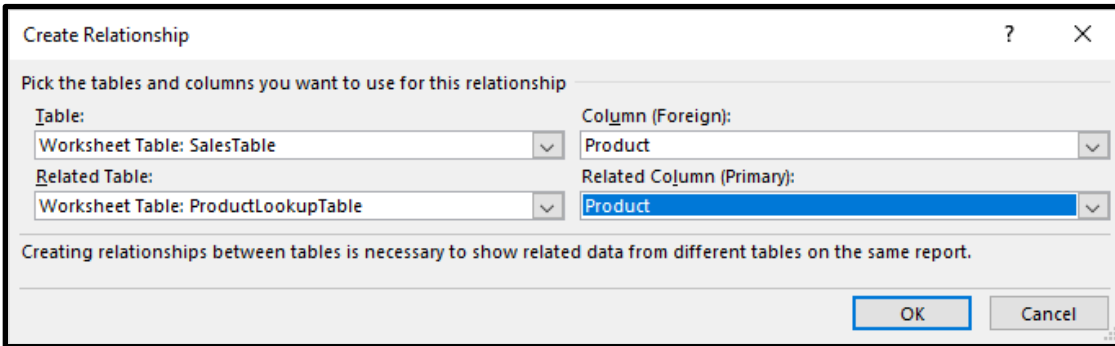 Create Relationship ?
Pick the tables and columns you want to use for this relationship
Table: Column (Foreign):
Worksheet Table: SalesTable Product
Related Table: Related Column (Primary):
Worksheet Table: ProductLookupTable Product
Creating relationships between tables is necessary to show related data from different tables on the same report.
OK Cancel